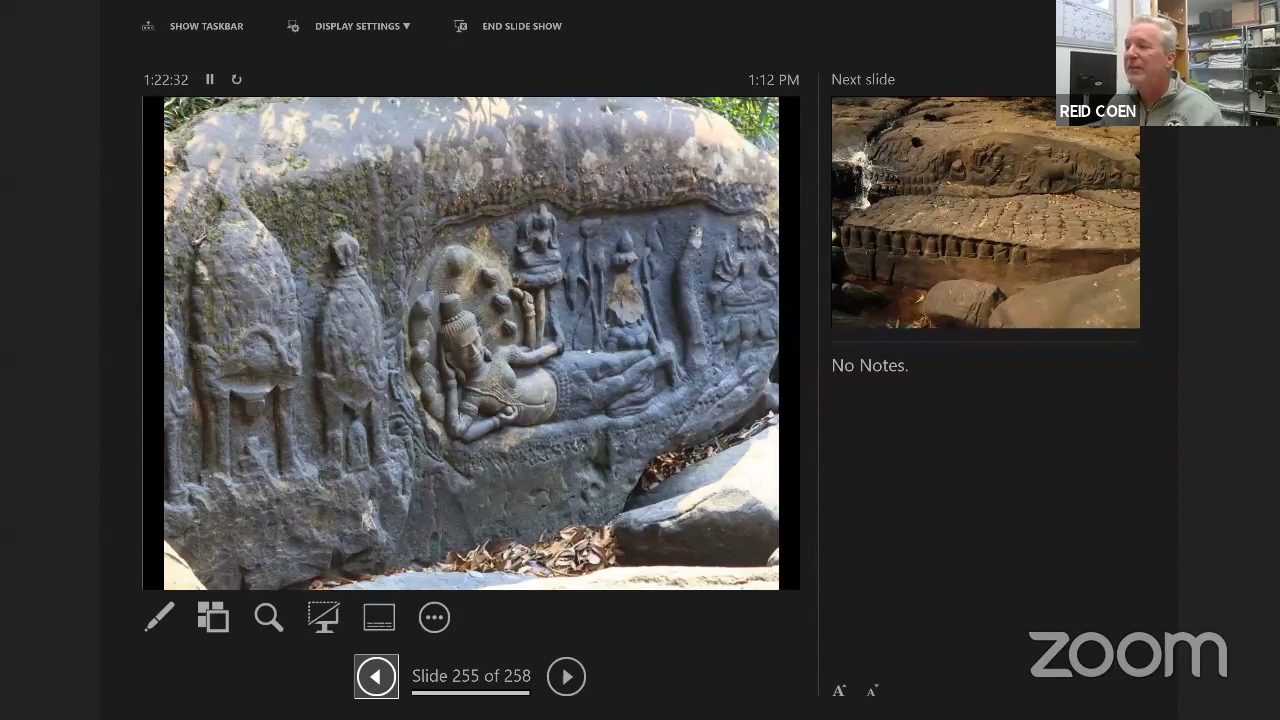 SHOW TASKBAR
DISPLAY SETTINGS ▼
END SLIDE SHOW
1:22:32
1:12 PM
Next slide
REID COEN
No Notes.
Slide 255 of 258
A A
zoom